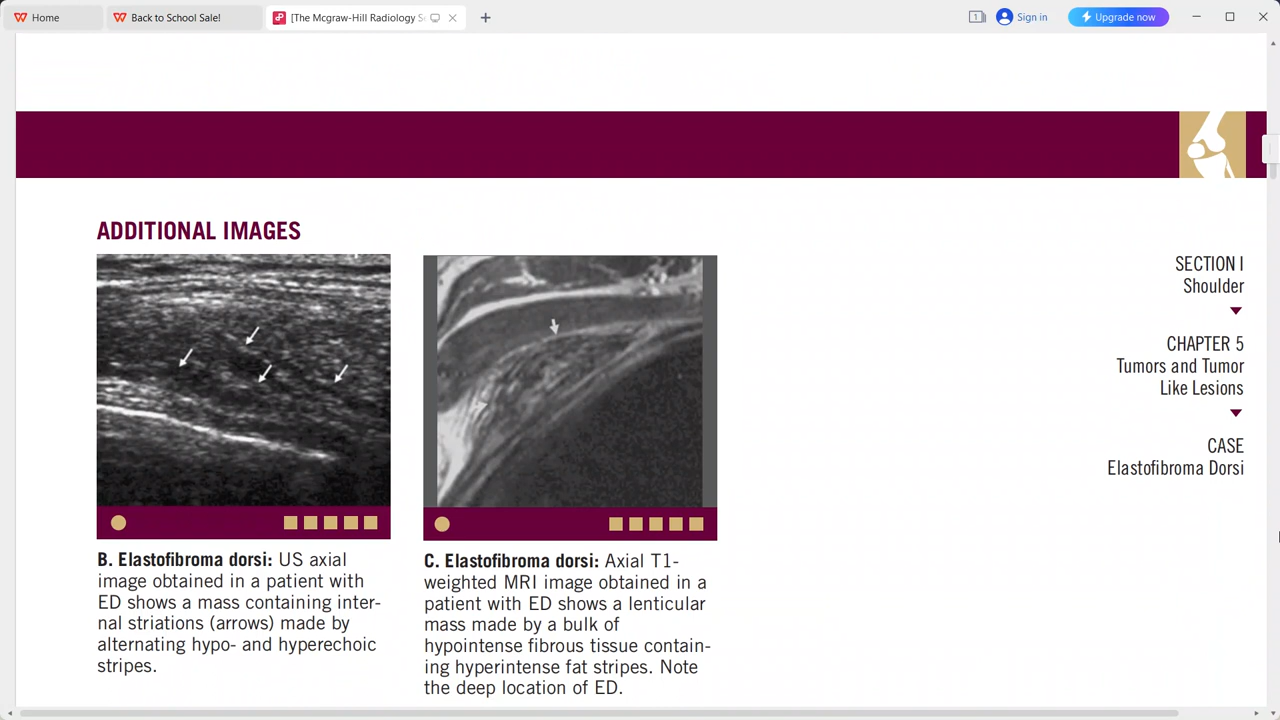 Home
Back to School Sale!
[The Mcgraw-Hill Radiology S
1
Sign in
Upgrade now
ADDITIONAL IMAGES
SECTION I
Shoulder
CHAPTER 5
Tumors and Tumor
Like Lesions
CASE
Elastofibroma Dorsi
B. Elastofibroma dorsi: US axial
image obtained in a patient with
ED shows a mass containing inter-
nal striations (arrows) made by
alternating hypo- and hyperechoic
stripes.
C. Elastofibroma dorsi: Axial T1-
weighted MRI image obtained in a
patient with ED shows a lenticular
mass made by a bulk of
hypointense fibrous tissue contain-
ing hyperintense fat stripes. Note
the deep location of ED.